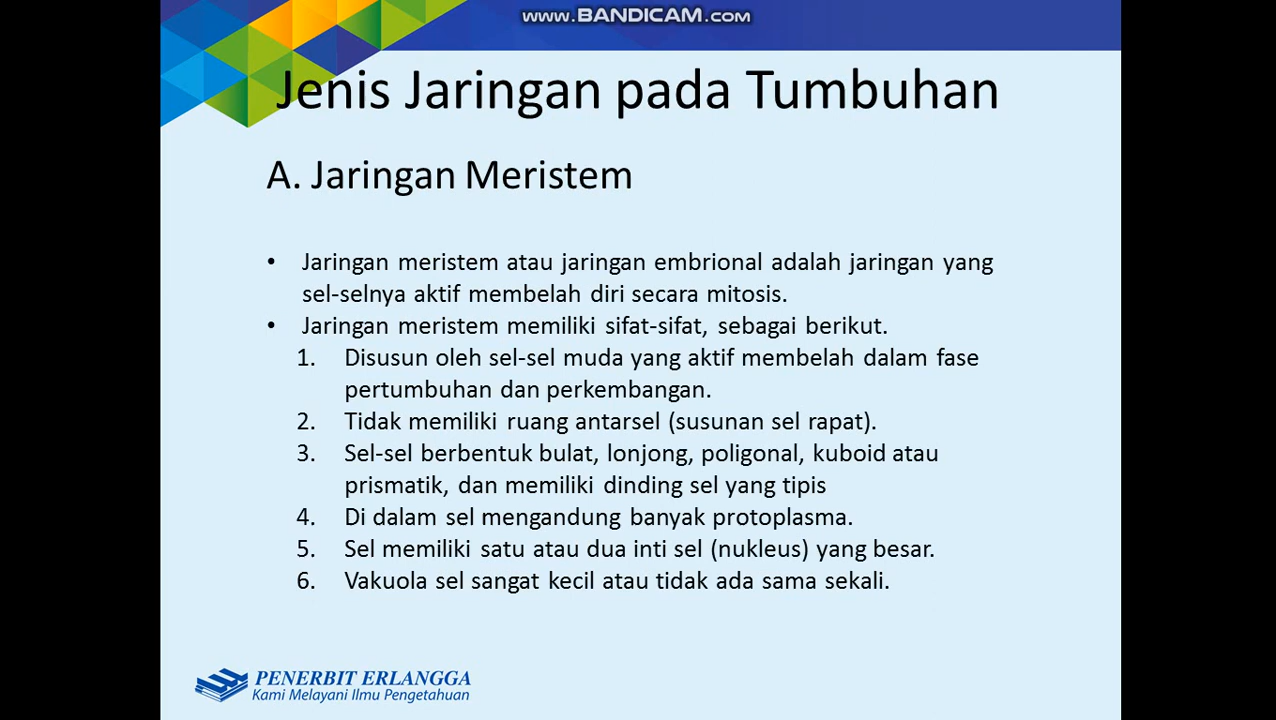 www.BANDICAM.com
Jenis Jaringan pada Tumbuhan
A. Jaringan Meristem
• Jaringan meristem atau jaringan embrional adalah jaringan yang
sel-selnya aktif membelah diri secara mitosis.
• Jaringan meristem memiliki sifat-sifat, sebagai berikut.
1. Disusun oleh sel-sel muda yang aktif membelah dalam fase
pertumbuhan dan perkembangan.
2. Tidak memiliki ruang antarsel (susunan sel rapat).
3. Sel-sel berbentuk bulat, lonjong, poligonal, kuboid atau
prismatik, dan memiliki dinding sel yang tipis
4. Di dalam sel mengandung banyak protoplasma.
5. Sel memiliki satu atau dua inti sel (nukleus) yang besar.
6. Vakuola sel sangat kecil atau tidak ada sama sekali.
PENERBIT ERLANGGA
Kami Melayani Ilmu Pengetahuan